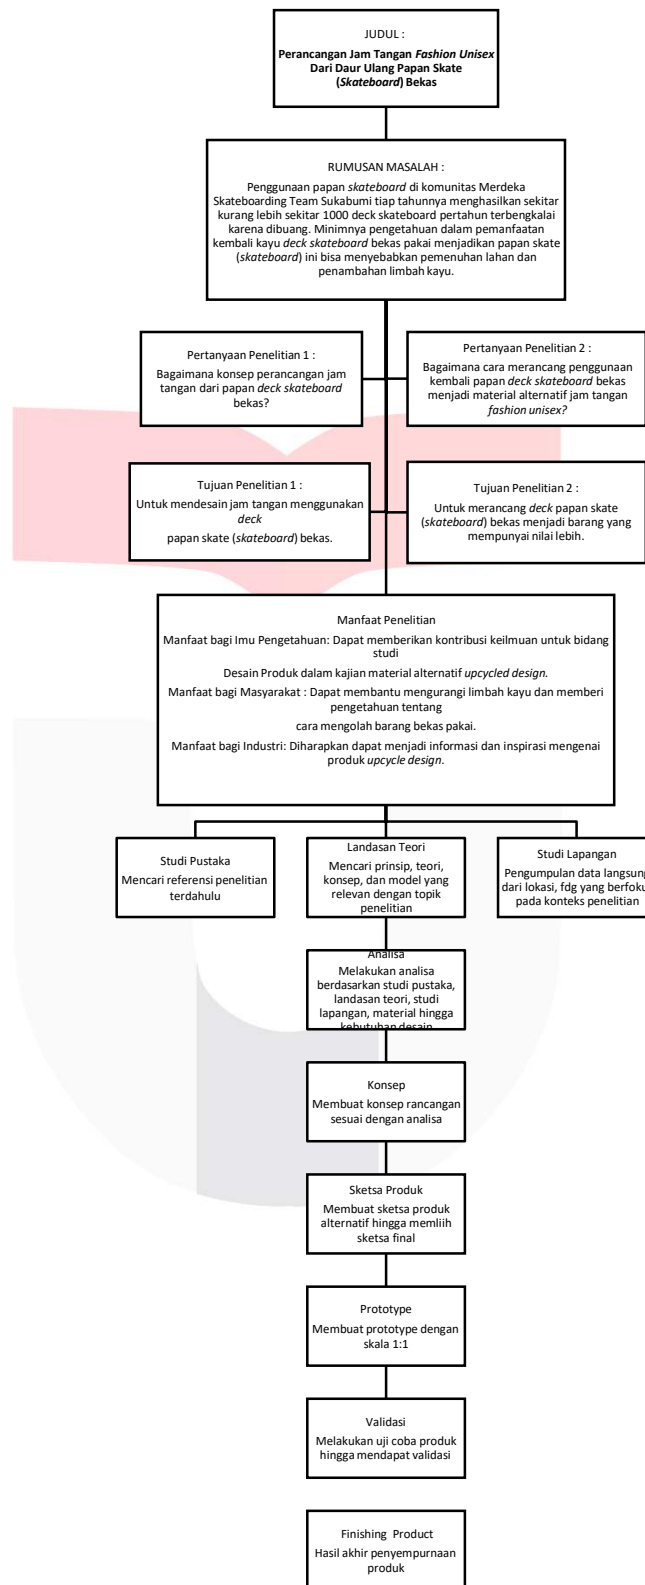 JUDUL :
Perancangan Jam Tangan Fashion Unisex
Dari Daur Ulang Papan Skate
(Skateboard) Bekas
RUMUSAN MASALAH :
Penggunaan papan skateboard di komunitas Merdeka
Skateboarding Team Sukabumi tiap tahunnya menghasilkan sekitar
kurang lebih sekitar 1000 deck skateboard pertahun terbengkalai
karena dibuang. Minimnya pengetahuan dalam pemanfaatan
kembali kayu deck skateboard bekas pakai menjadikan papan skate
(skateboard) ini bisa menyebabkan pemenuhan lahan dan
penambahan limbah kayu.
Pertanyaan Penelitian 1 :
Bagaimana konsep perancangan jam
tangan dari papan deck skateboard
bekas?
Pertanyaan Penelitian 2 :
Bagaimana cara merancang penggunaan
kembali papan deck skateboard bekas
menjadi material alternatif jam tangan
fashion unisex?
Tujuan Penelitian 1 :
Untuk mendesain jam tangan menggunakan
deck
papan skate (skateboard) bekas.
Tujuan Penelitian 2 :
Untuk merancang deck papan skate
(skateboard) bekas menjadi barang yang
mempunyai nilai lebih.
Manfaat Penelitian
Manfaat bagi Imu Pengetahuan: Dapat memberikan kontribusi keilmuan untuk bidang
studi
Desain Produk dalam kajian material alternatif upcycled design.
Manfaat bagi Masyarakat : Dapat membantu mengurangi limbah kayu dan memberi
pengetahuan tentang
cara mengolah barang bekas pakai.
Manfaat bagi Industri: Diharapkan dapat menjadi informasi dan inspirasi mengenai
produk upcycle design.
Studi Pustaka
Mencari referensi penelitian
terdahulu
Landasan Teori
Mencari prinsip, teori,
konsep, dan model yang
relevan dengan topik
penelitian
Studi Lapangan
Pengumpulan data langsung
dari lokasi, fdg yang berfokus
pada konteks penelitian
Analisa
Melakukan analisa
berdasarkan studi pustaka,
landasan teori, studi
lapangan, material hingga
kebutuhan desain
Konsep
Membuat konsep rancangan
sesuai dengan analisa
Sketsa Produk
Membuat sketsa produk
alternatif hingga memliih
sketsa final
Prototype
Membuat prototype dengan
skala 1:1
Validasi
Melakukan uji coba produk
hingga mendapat validasi
Finishing Product
Hasil akhir penyempurnaan
produk